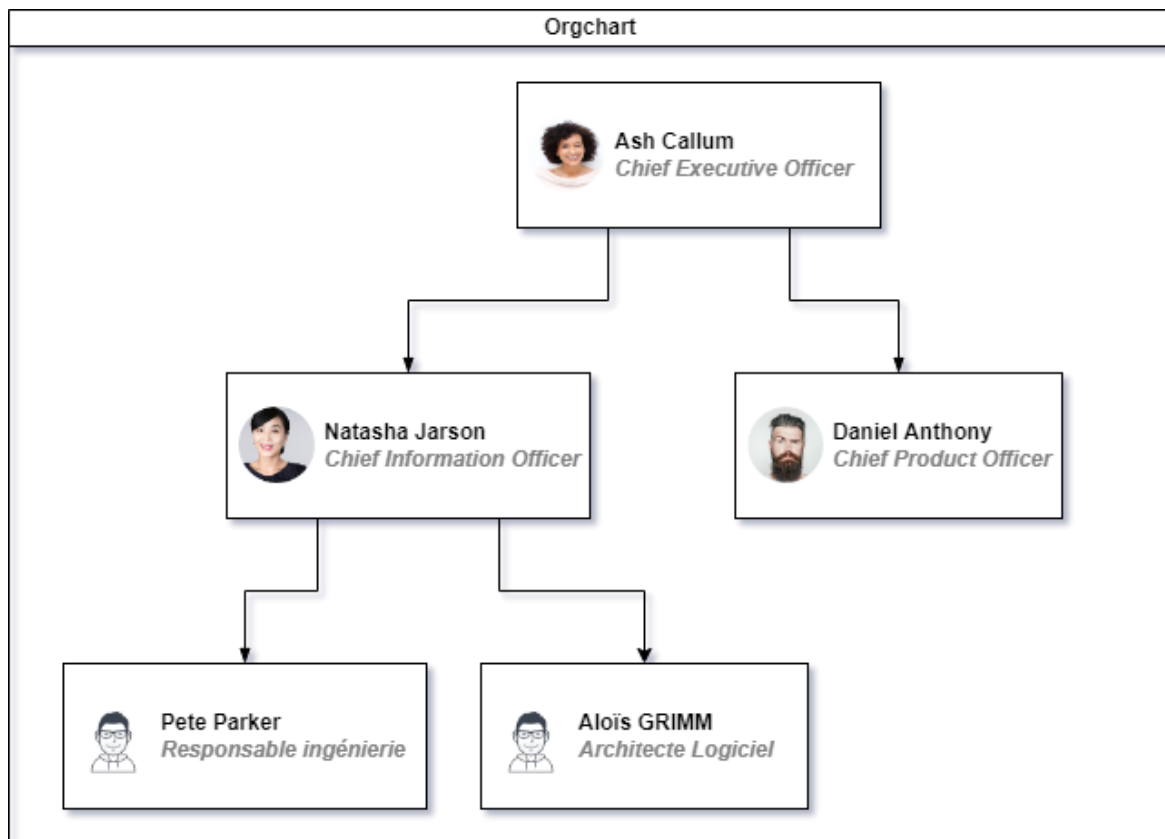 Orgchart
Ash Callum
Chief Executive Officer
Natasha Jarson
Chief Information Officer
Daniel Anthony
Chief Product Officer
Pete Parker
Responsable ingénierie
Aloïs GRIMM
Architecte Logiciel